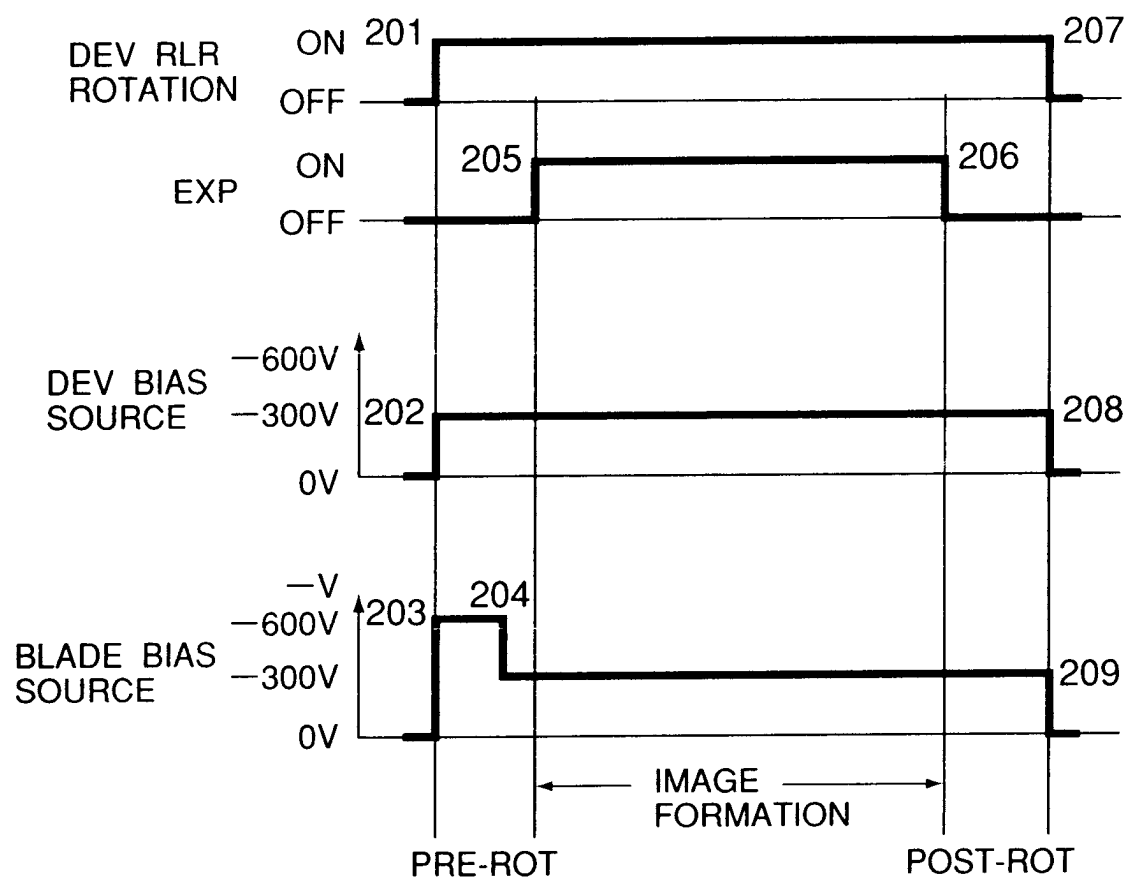 DEV RLR
ROTATION
ON
201
207
OFF
EXP
ON
205
206
OFF
DEV BIAS
SOURCE
—600V
—300V
202
208
0V
BLADE BIAS
SOURCE
—V
—600V
203
204
—300V
209
0V
IMAGE
FORMATION
PRE-ROT
POST-ROT